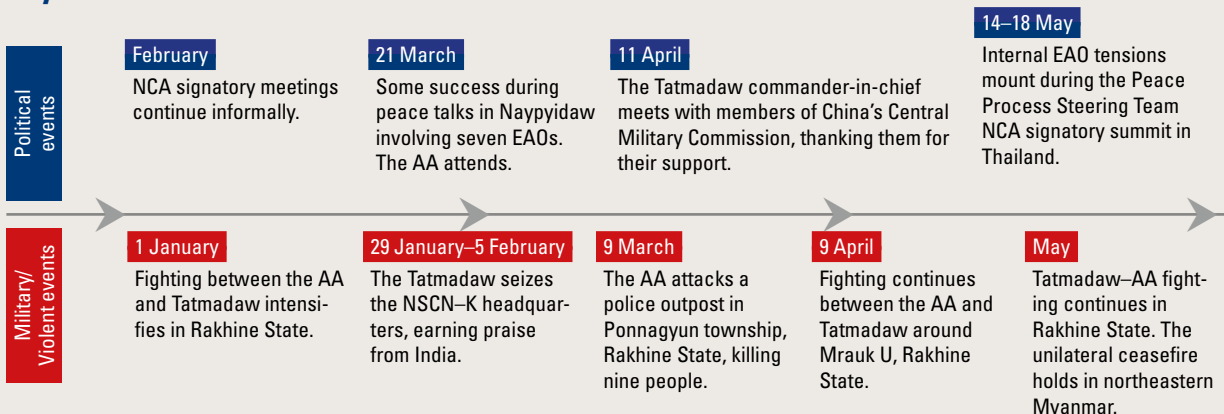 Political
events
February
NCA signatory meetings
continue informally.
21 March
Some success during
peace talks in Naypyidaw
involving seven EAOs.
The AA attends.
11 April
The Tatmadaw commander-in-chief
meets with members of China's Central
Military Commission, thanking them for
their support.
14–18 May
Internal EAO tensions
mount during the Peace
Process Steering Team
NCA signatory summit in
Thailand.
Military/
Violent events
1 January
Fighting between the AA
and Tatmadaw intensi-
fies in Rakhine State.
29 January–5 February
The Tatmadaw seizes
the NSCN–K headquar-
ters, earning praise
from India.
9 March
The AA attacks a
police outpost in
Ponnagyun township,
Rakhine State, killing
nine people.
9 April
Fighting continues
between the AA and
Tatmadaw around
Mrauk U, Rakhine
State.
May
Tatmadaw–AA fight-
ing continues in
Rakhine State. The
unilateral ceasefire
holds in northeastern
Myanmar.